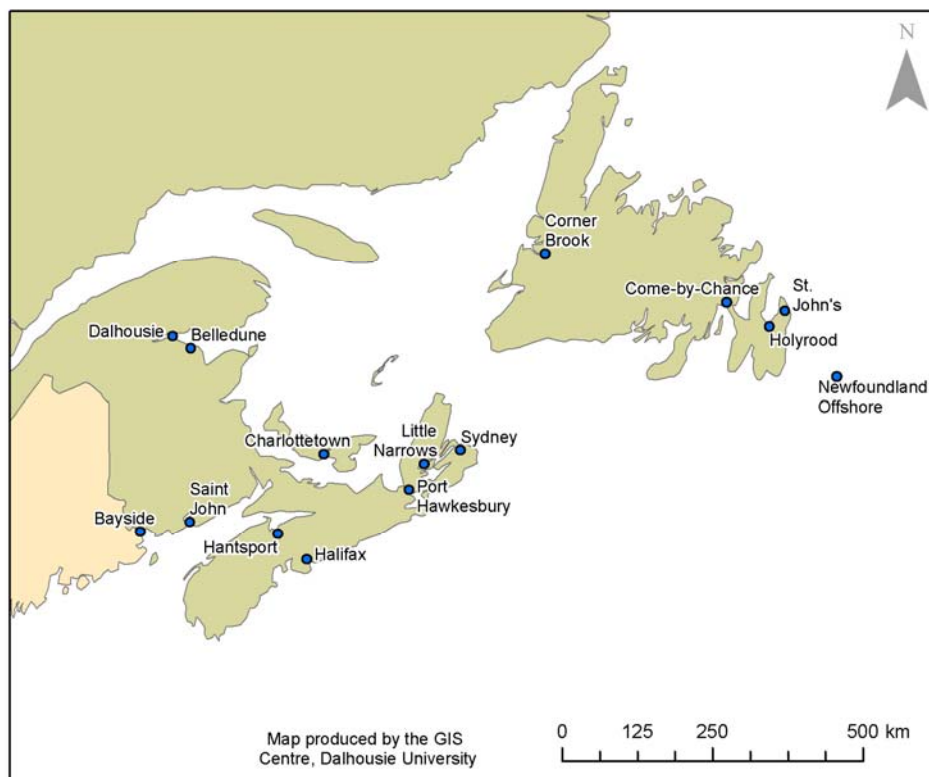 N
Corner
Brook
Come-by-Chance
St.
John's
Holyrood
Newfoundland
Offshore
Dalhousie
Belledune
Charlottetown
Little
Narrows
Sydney
Port
Hawkesbury
Saint
John
Bayside
Hantsport
Halifax
Map produced by the GIS
Centre, Dalhousie University
0 125 250 500 km